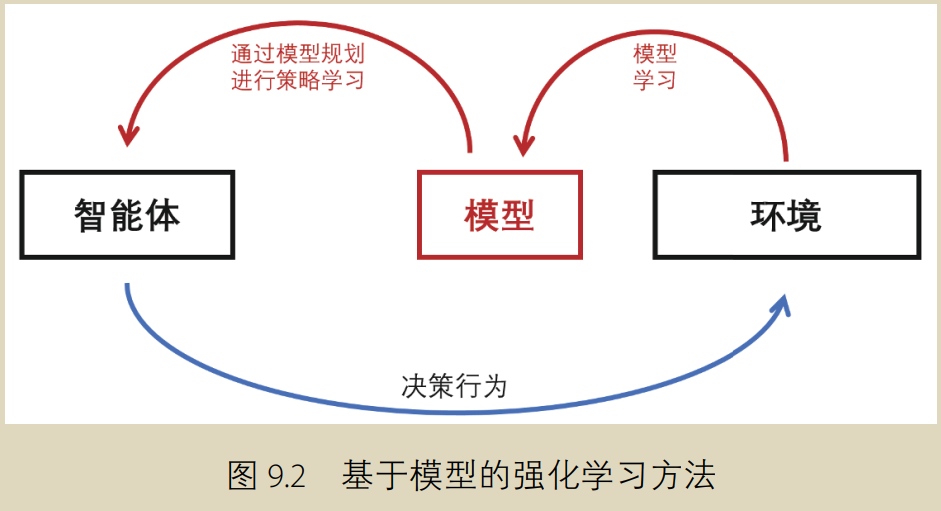 通过模型规划
进行策略学习
模型
学习
智能体
模型
环境
决策行为
图 9.2 基于模型的强化学习方法